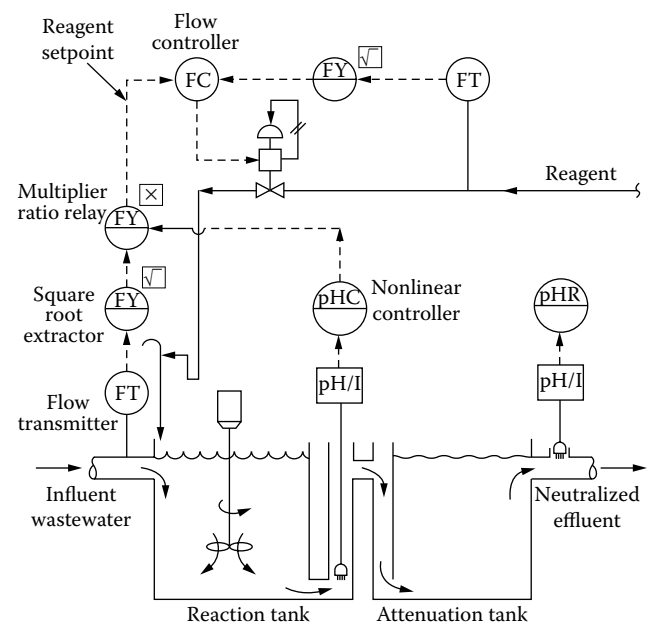 Reagent
setpoint
Flow
controller
FC
FY
√
FT
Reagent
Multiplier
ratio relay
FY
×
√
Square
root
extractor
FY
pHC
Nonlinear
controller
pHR
Flow
transmitter
FT
pH/I
pH/I
Influent
wastewater
Neutralized
effluent
Reaction tank
Attenuation tank